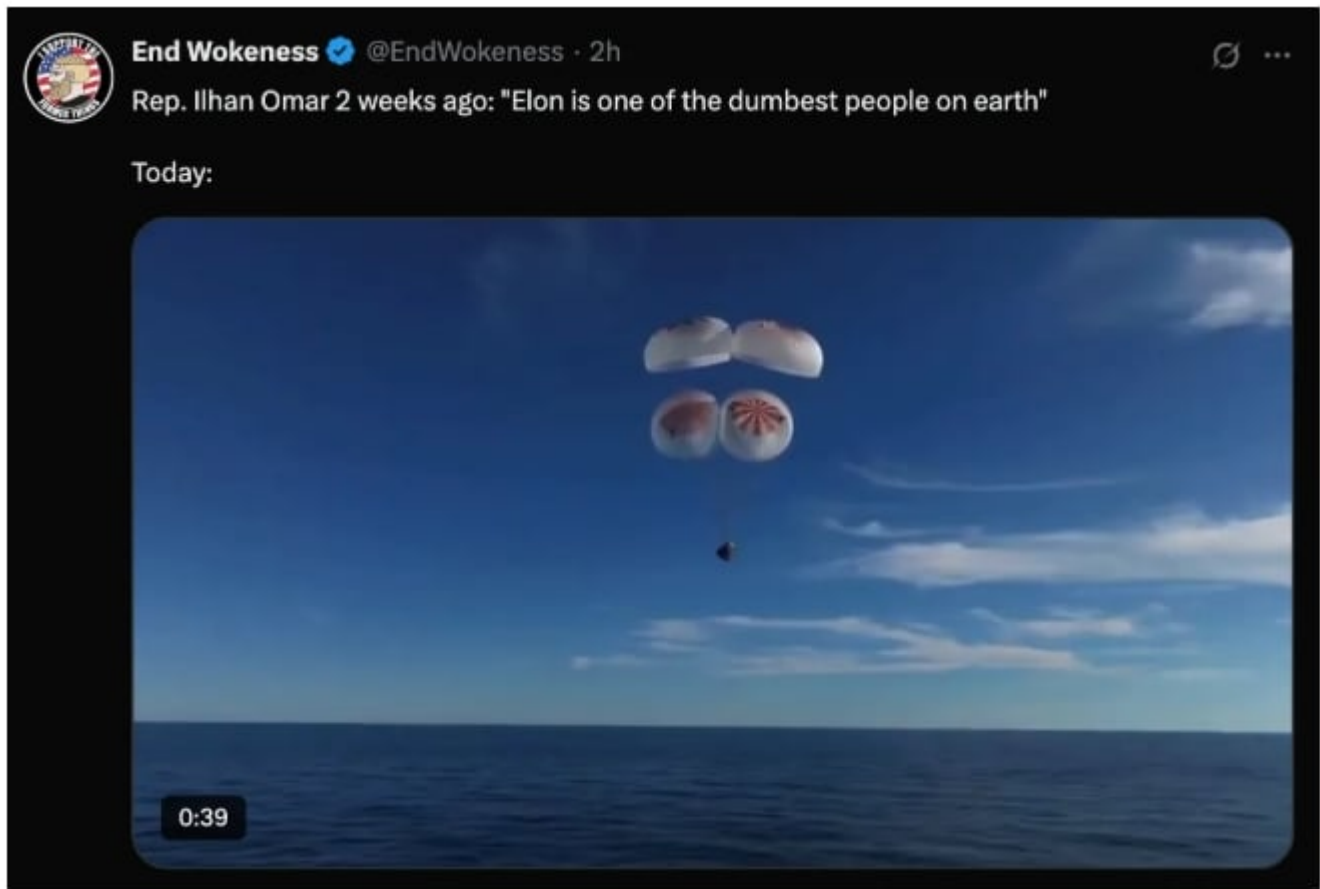 End Wokeness @EndWokeness · 2h
Rep. Ilhan Omar 2 weeks ago: "Elon is one of the dumbest people on earth"
Today:
0:39